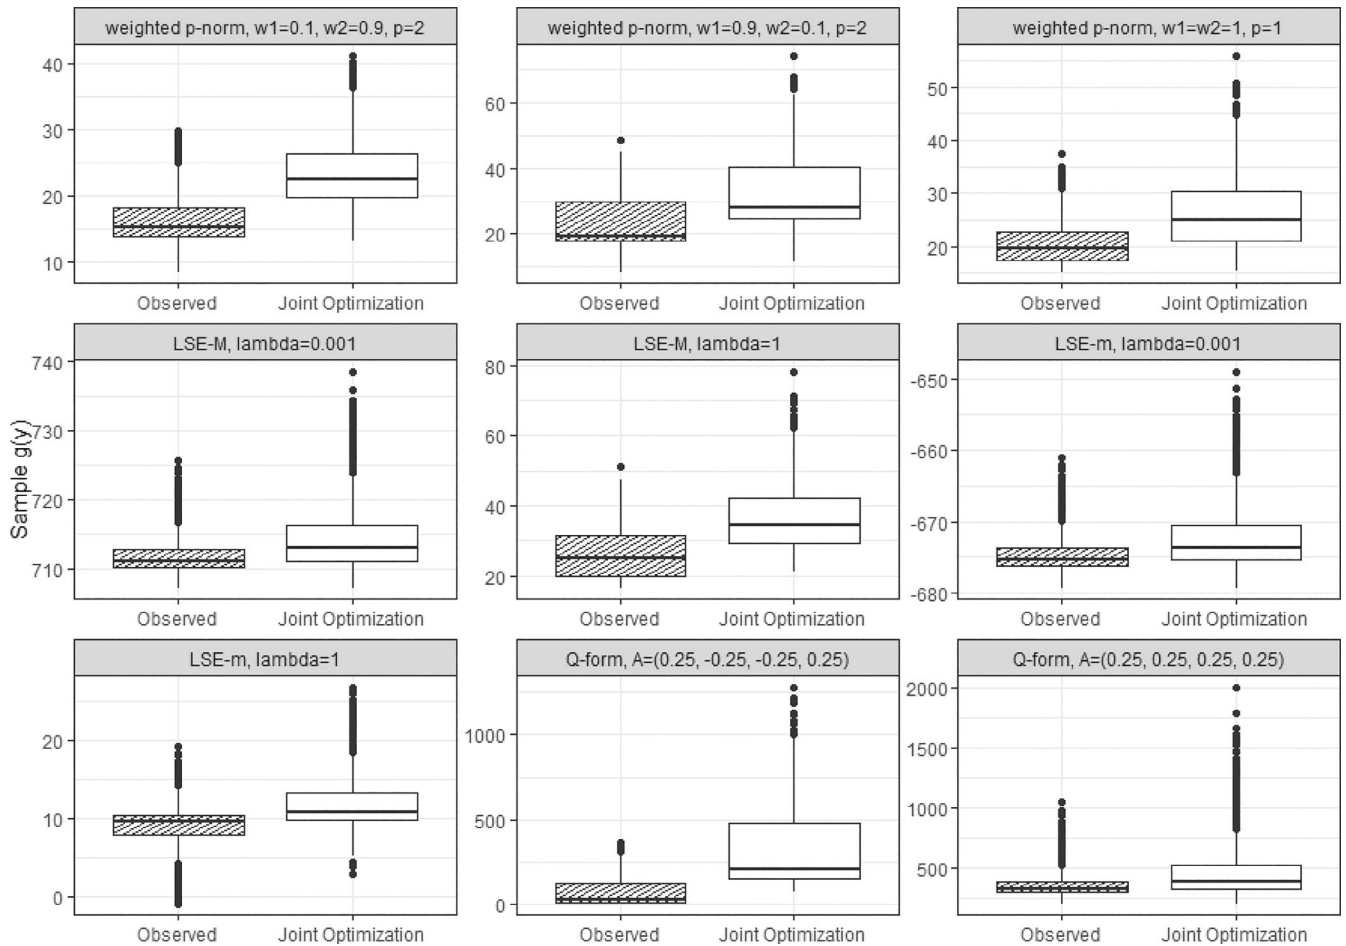 weighted p-norm, w1=0.1, w2=0.9, p=2
40
30
20
10
Observed
Joint Optimization
weighted p-norm, w1=0.9, w2=0.1, p=2
60
40
20
Observed
Joint Optimization
weighted p-norm, w1=w2=1, p=1
50
40
30
20
Observed
Joint Optimization
Sample g(y)
LSE-M, lambda=0.001
740
730
720
710
Observed
Joint Optimization
LSE-M, lambda=1
80
60
40
20
Observed
Joint Optimization
LSE-m, lambda=0.001
-650
-660
-670
-680
Observed
Joint Optimization
LSE-m, lambda=1
20
10
0
Observed
Joint Optimization
Q-form, A=(0.25, -0.25, -0.25, 0.25)
1000
500
0
Observed
Joint Optimization
Q-form, A=(0.25, 0.25, 0.25, 0.25)
2000
1500
1000
500
Observed
Joint Optimization